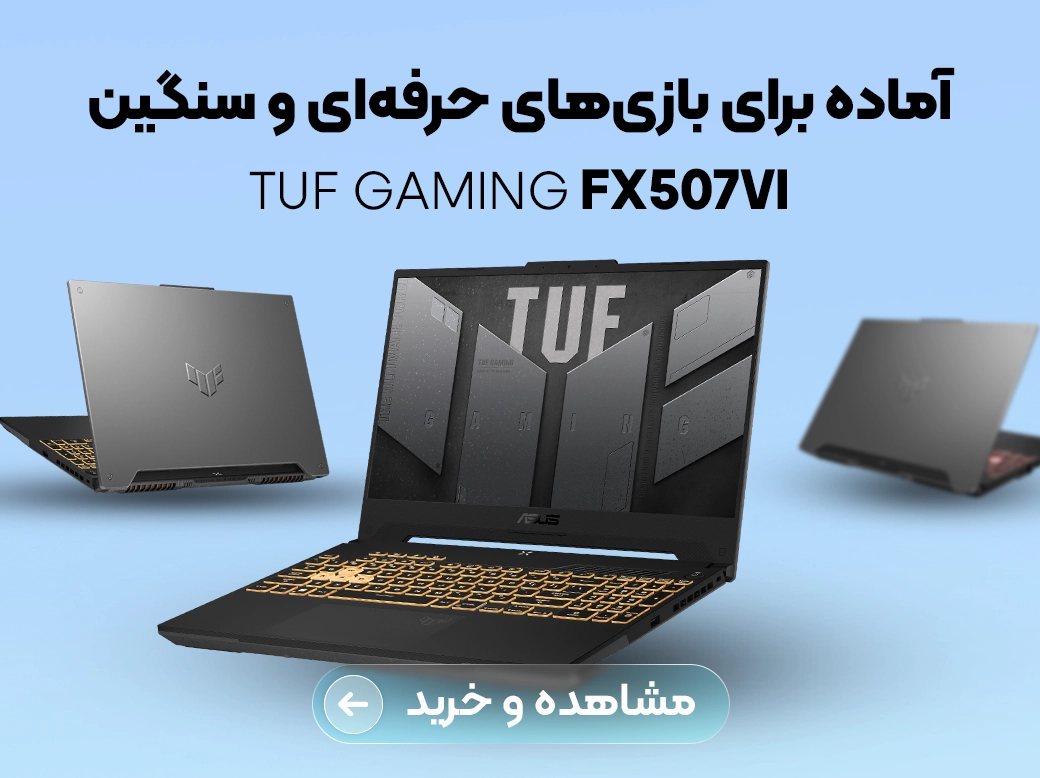 آماده برای بازی‌های حرفه‌ای و سنگین
TUF GAMING FX507VI
TUF
GAMING
ASUS
مشاهده و خرید